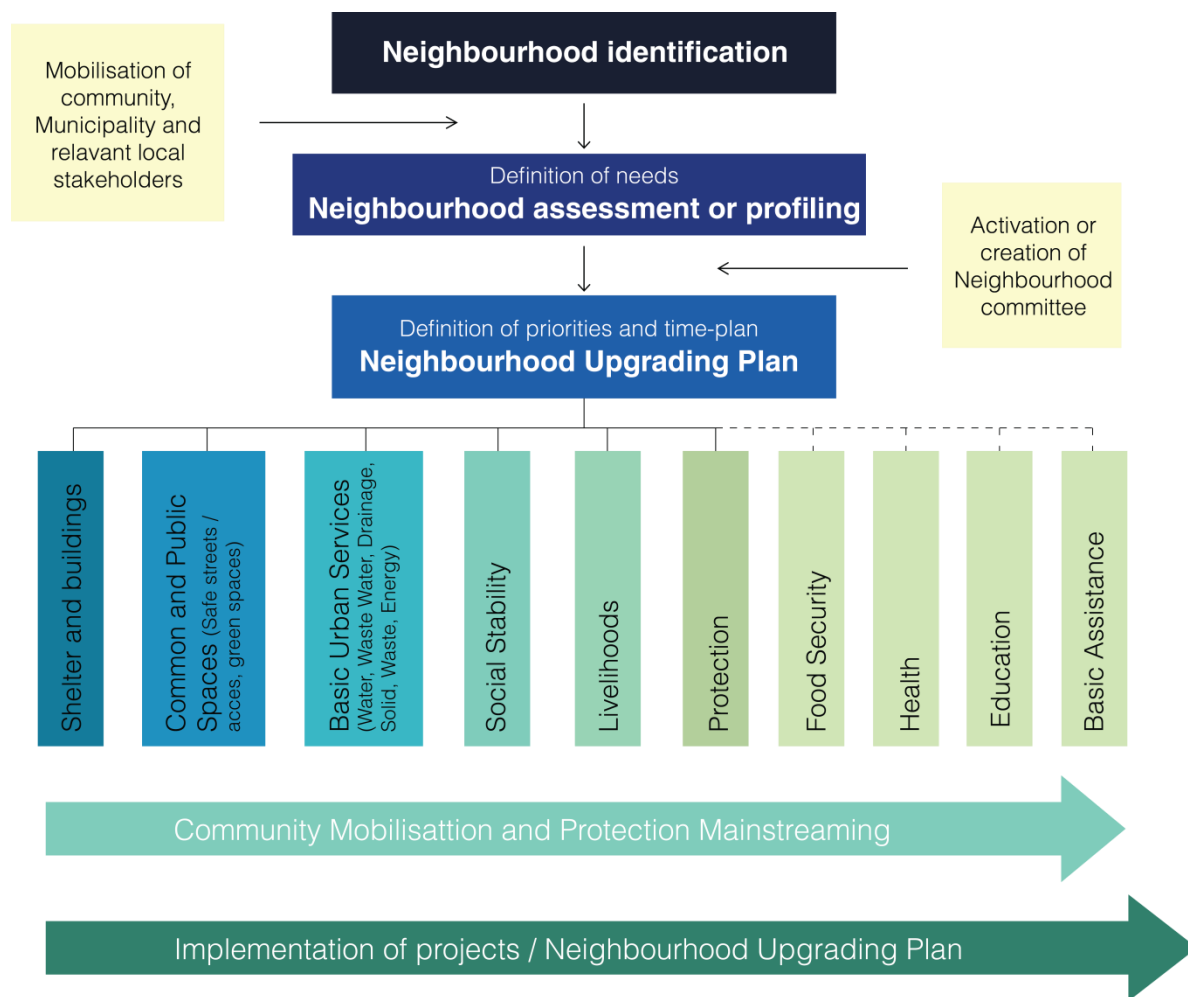 Neighbourhood identification
Mobilisation of
community,
Municipality and
relavant local
stakeholders
Definition of needs
Neighbourhood assessment or profiling
Activation or
creation of
Neighbourhood
committee
Definition of priorities and time-plan
Neighbourhood Upgrading Plan
Shelter and buildings
Common and Public
Spaces (Safe streets /
acces, green spaces)
Basic Urban Services
(Water, Waste Water, Drainage,
Solid, Waste, Energy)
Social Stability
Livelihoods
Protection
Food Security
Health
Education
Basic Assistance
Community Mobilisattion and Protection Mainstreaming
Implementation of projects / Neighbourhood Upgrading Plan